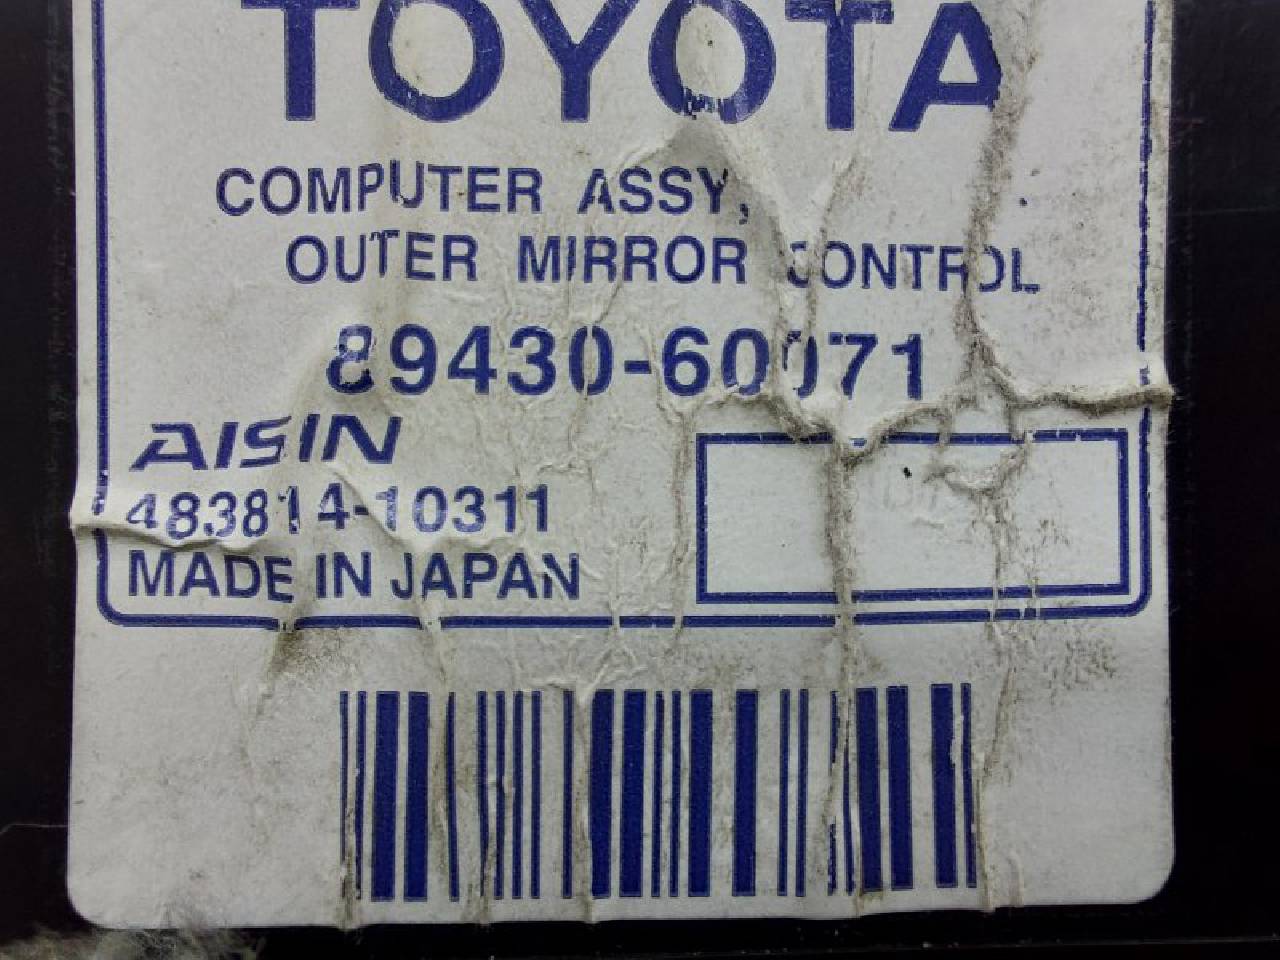 TOYOTA
COMPUTER ASSY,
OUTER MIRROR CONTROL
89430-60071
AISIN
483814-10311
MADE IN JAPAN